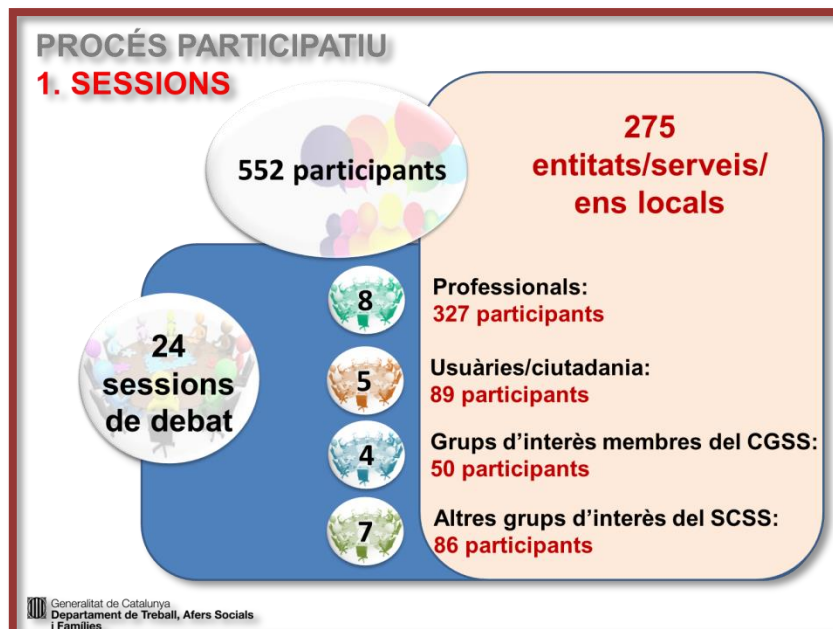 PROCÉS PARTICIPATIU
1. SESSIONS
552 participants
275
entitats/serveis/
ens locals
24
sessions
de debat
8
Professionals:
327 participants
5
Usuàries/ciutadania:
89 participants
4
Grups d’interès membres del CGSS:
50 participants
7
Altres grups d’interès del SCSS:
86 participants
Generalitat de Catalunya
Departament de Treball, Afers Socials
i Famílies